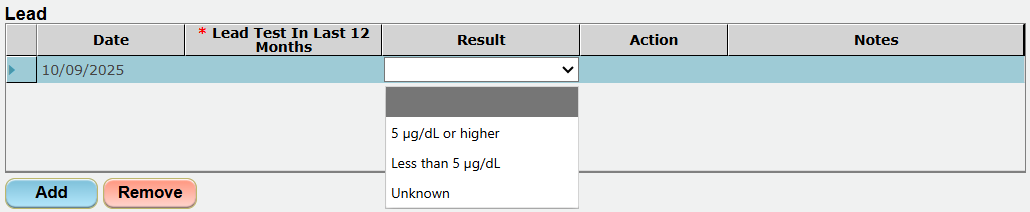 Lead
Date
* Lead Test In Last 12
Months
Result
Action
Notes
10/09/2025
5 µg/dL or higher
Less than 5 µg/dL
Unknown
Add
Remove